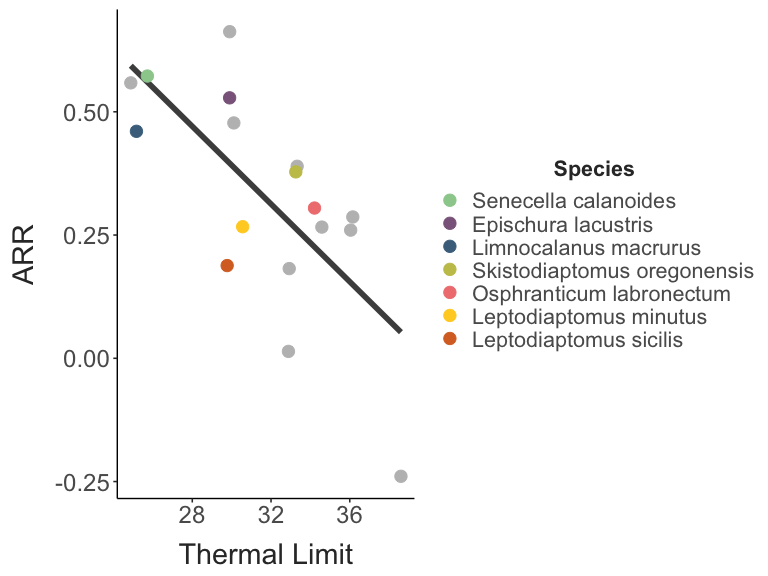 ARR
0.50
0.25
0.00
-0.25
28 32 36
Thermal Limit
Species
Senecella calanoides
Epischura lacustris
Limnocalanus macrurus
Skistodiaptomus oregonensis
Osphranticum labronectum
Leptodiaptomus minutus
Leptodiaptomus sicilis